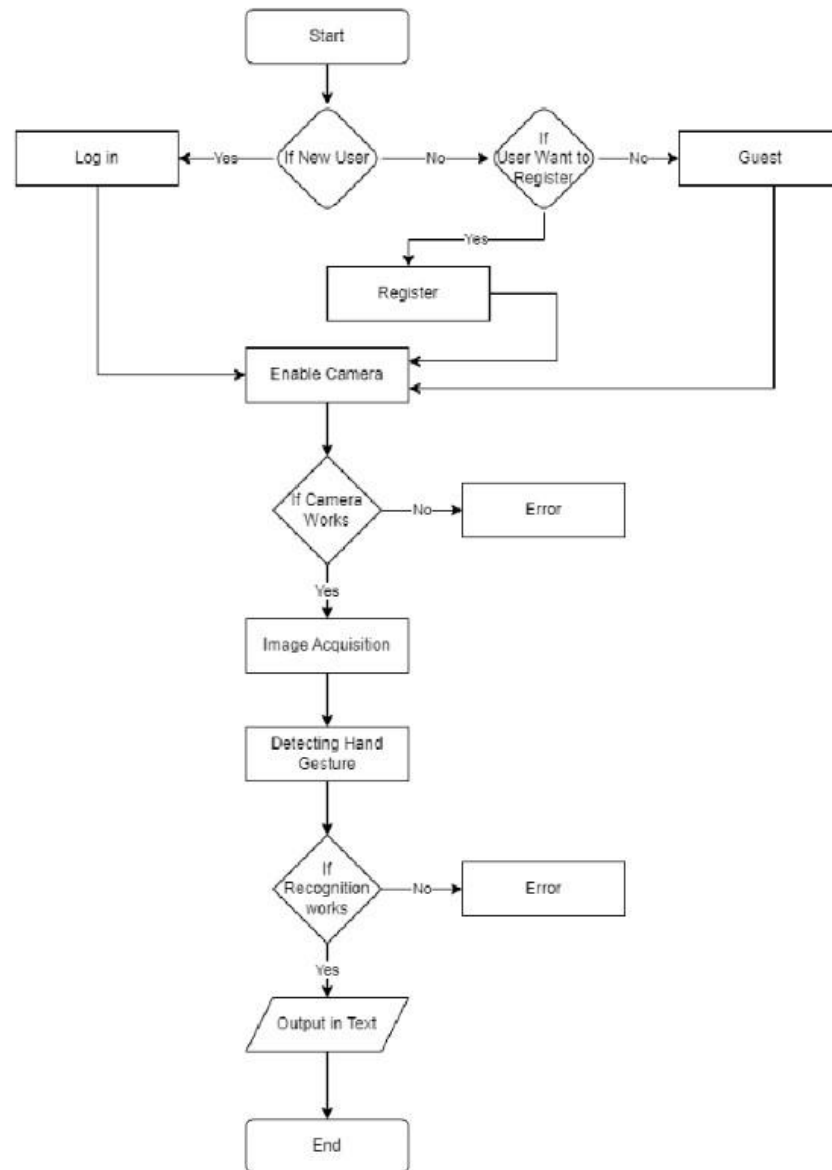 Start
Log in
Yes
If New User
No
If
User Want to
Register
No
Guest
Yes
Register
Enable Camera
If Camera
Works
No
Error
Yes
Image Acquisition
Detecting Hand
Gesture
If
Recognition
works
No
Error
Yes
Output in Text
End